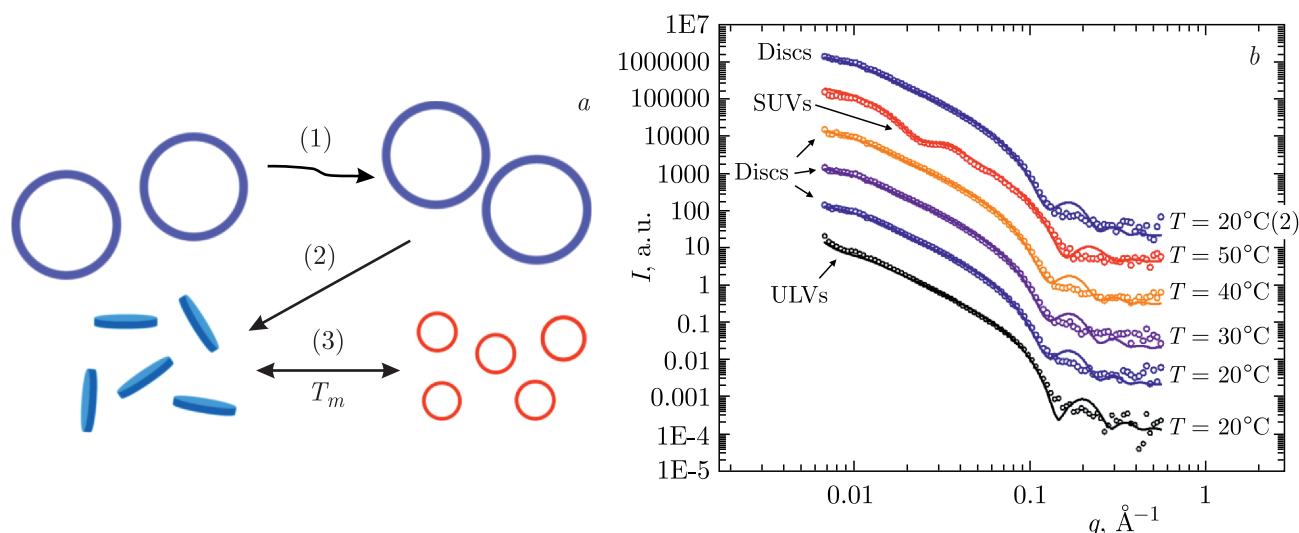 a
(1)
(2)
(3)
T_m
b
1E7
1000000
100000
10000
1000
100
10
1
0.1
0.01
0.001
1E-4
1E-5
I, a. u.
Discs
SUVs
Discs
ULVs
T = 20°C(2)
T = 50°C
T = 40°C
T = 30°C
T = 20°C
T = 20°C
0.01
0.1
1
q, Å⁻¹